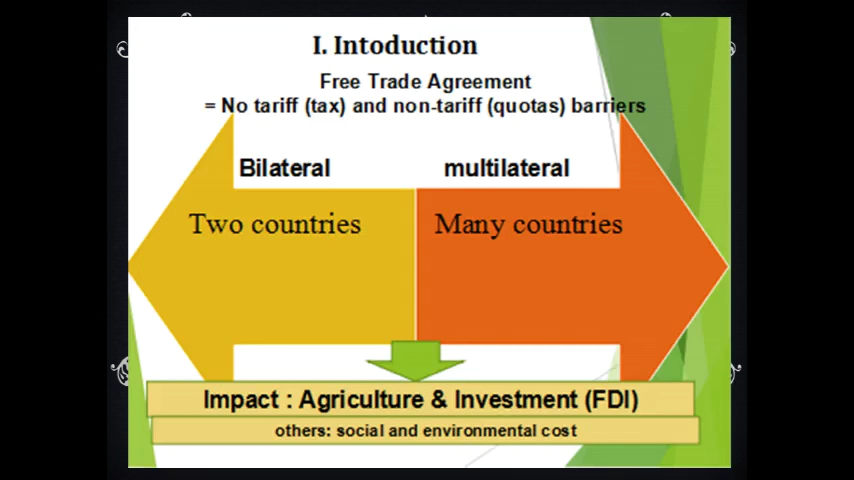 I. Intoduction
Free Trade Agreement
= No tariff (tax) and non-tariff (quotas) barriers
Bilateral
multilateral
Two countries
Many countries
Impact : Agriculture & Investment (FDI)
others: social and environmental cost